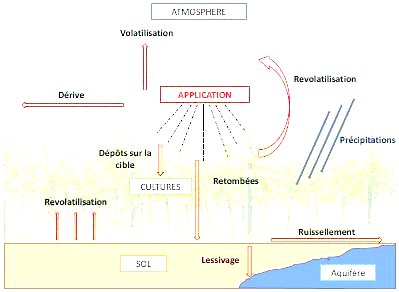 ATMOSPHERE
Volatilisation
Revolatilisation
Dérive
APPLICATION
Précipitations
Dépôts sur la
cible
CULTURES
Retombées
Revolatilisation
Ruissellement
SOL
Lessivage
Aquifère